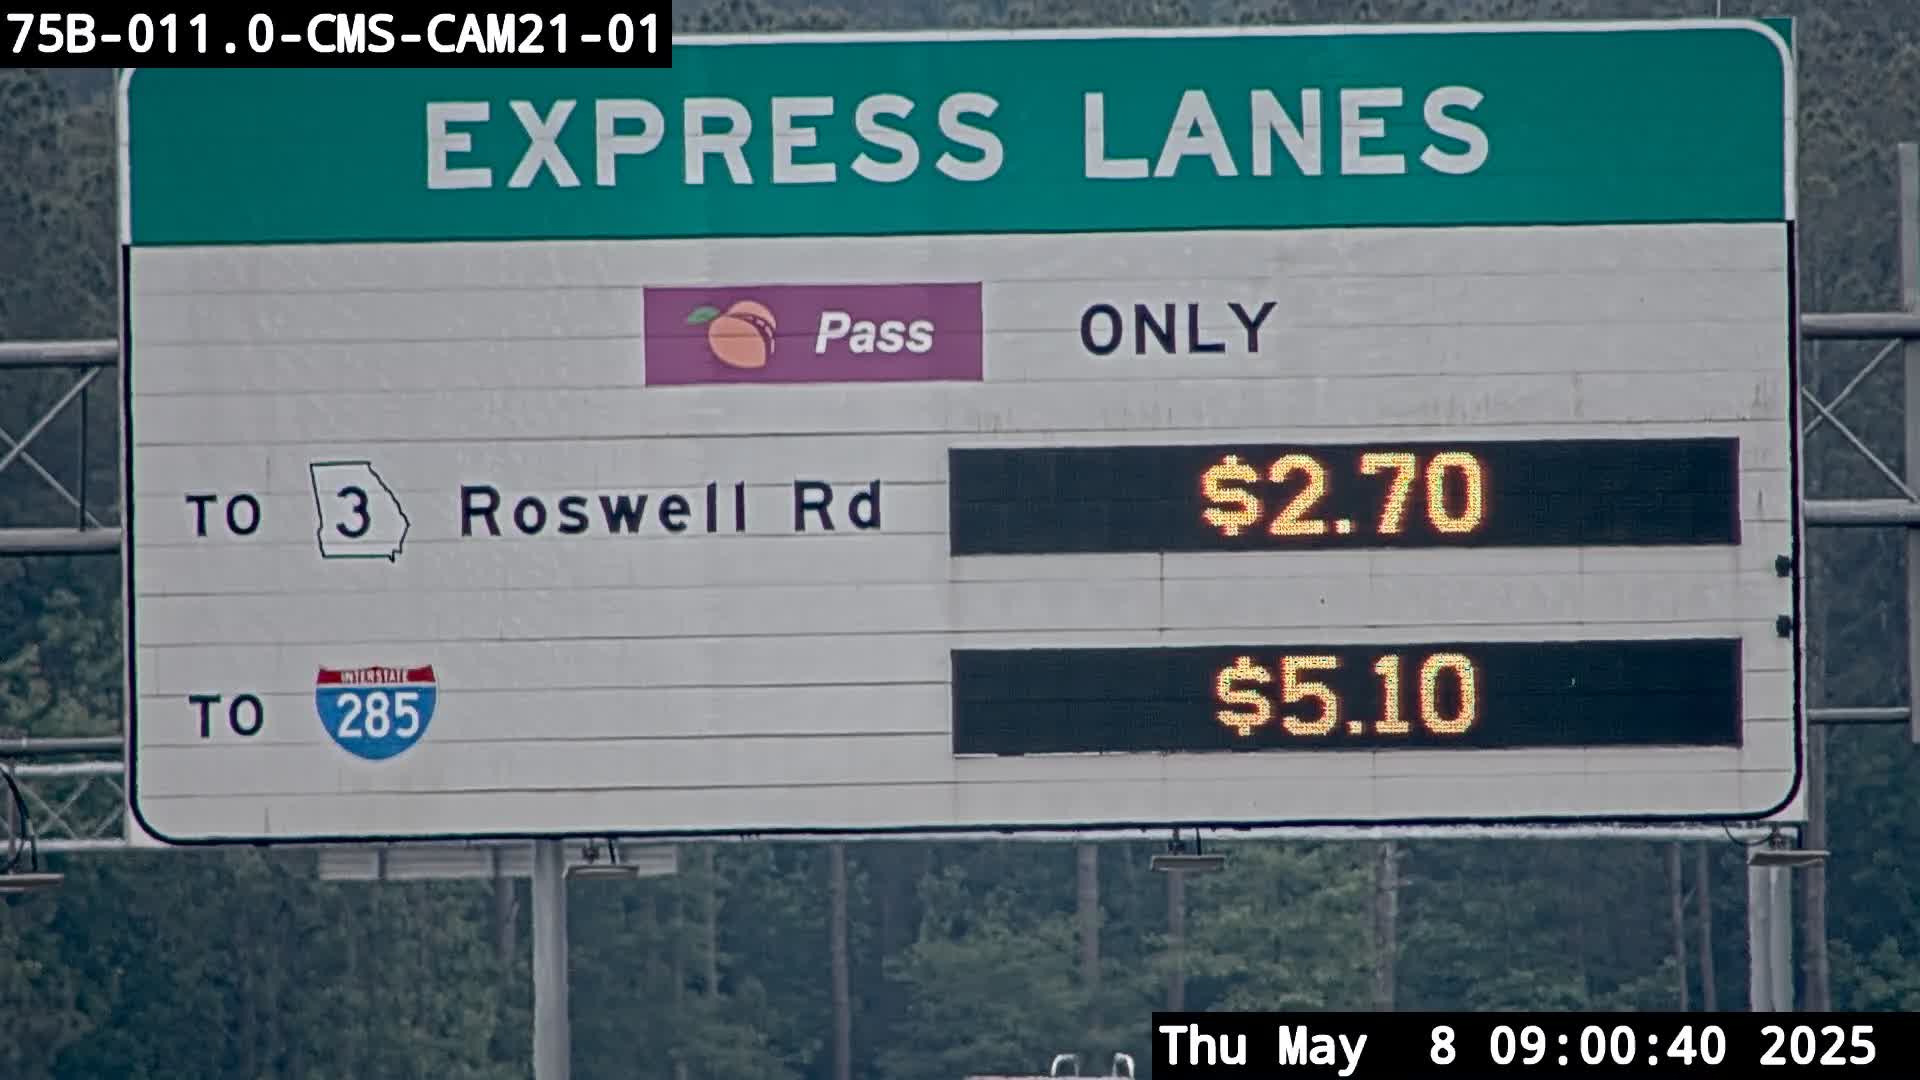 75B-011.0-CMS-CAM21-01
EXPRESS LANES
Pass ONLY
TO 3 Roswell Rd $2.70
TO INTERSTATE 285 $5.10
Thu May 8 09:00:40 2025